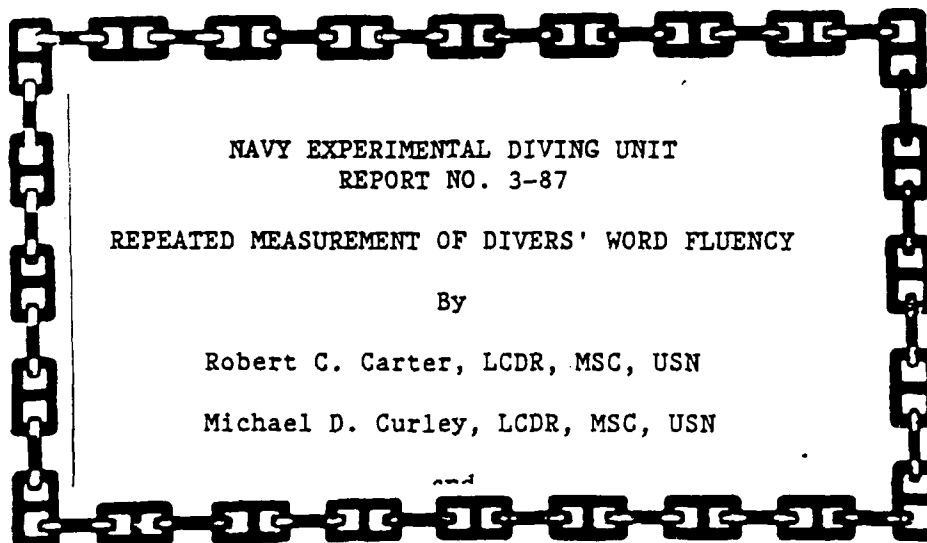 NAVY EXPERIMENTAL DIVING UNIT
REPORT NO. 3-87
REPEATED MEASUREMENT OF DIVERS' WORD FLUENCY
By
Robert C. Carter, LCDR, MSC, USN
Michael D. Curley, LCDR, MSC, USN
and